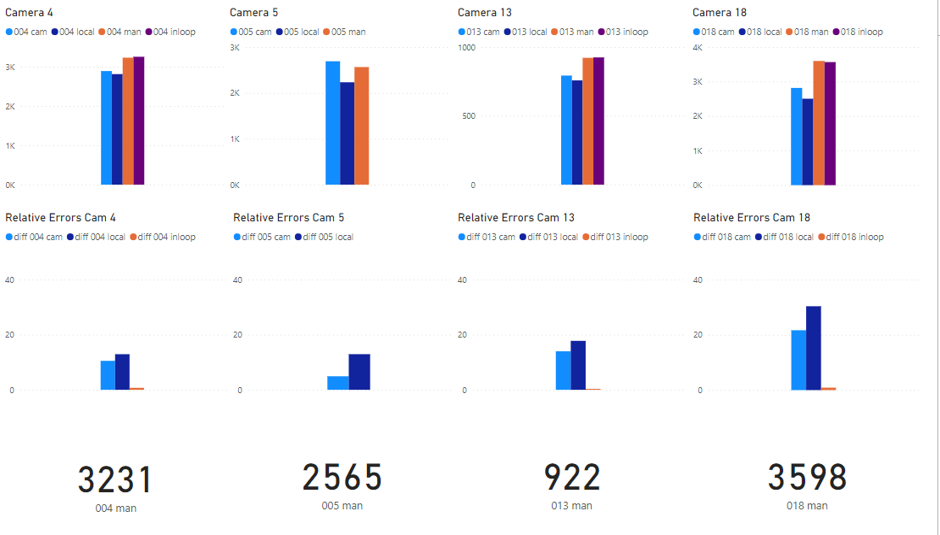 Camera 4
004 cam 004 local 004 man 004 inloop
3K
2K
1K
0K
Camera 5
005 cam 005 local 005 man
3K
2K
1K
0K
Camera 13
013 cam 013 local 013 man 013 inloop
1000
500
0
Camera 18
018 cam 018 local 018 man 018 inloop
4K
3K
2K
1K
0K
Relative Errors Cam 4
diff 004 cam diff 004 local diff 004 inloop
40
20
0
Relative Errors Cam 5
diff 005 cam diff 005 local
40
20
0
Relative Errors Cam 13
diff 013 cam diff 013 local diff 013 inloop
40
20
0
Relative Errors Cam 18
diff 018 cam diff 018 local diff 018 inloop
40
20
0
3231
004 man
2565
005 man
922
013 man
3598
018 man